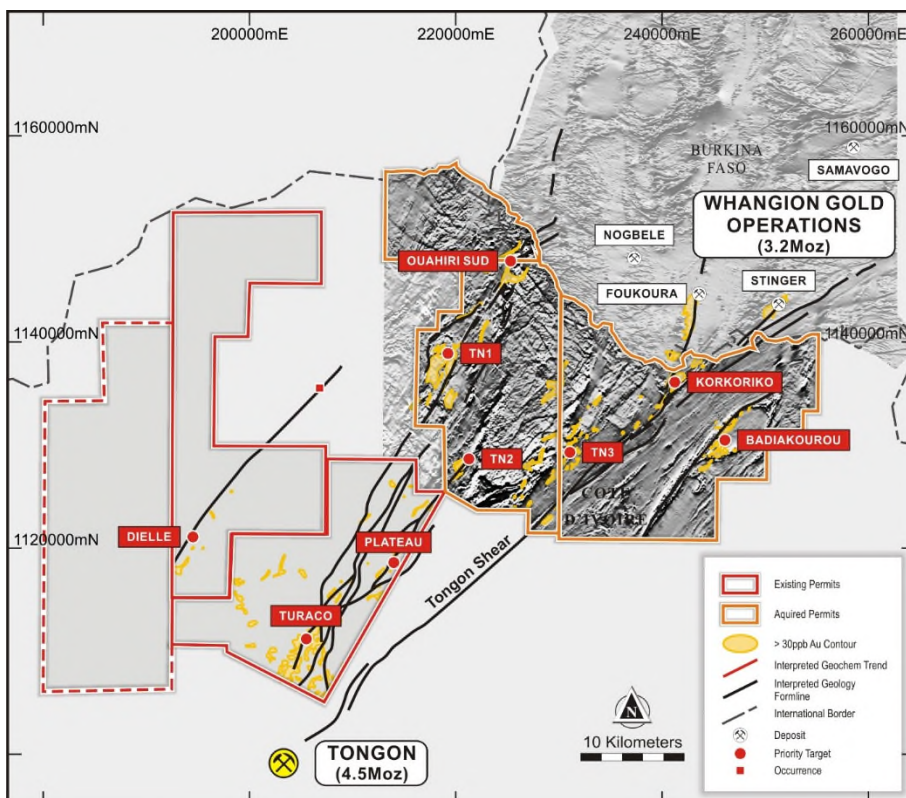 200000mE
220000mE
240000mE
260000mE
1160000mN
1160000mN
BURKINA
FASO
SAMAVOGO
WHANGION GOLD
OPERATIONS
(3.2Moz)
NOGBELE
OUAHIRI SUD
FOUKOURA
STINGER
1140000mN
1140000mN
TN1
KORKORIKO
BADIAKOUROU
TN2
TN3
COTE
D'IVOIRE
DIELLE
PLATEAU
1120000mN
1120000mN
Tongon Shear
TURACO
TONGON
(4.5Moz)
N
10 Kilometers
Existing Permits
Aquired Permits
> 30ppb Au Contour
Interpreted Geochem Trend
Interpreted Geology
Formline
International Border
Deposit
Priority Target
Occurrence